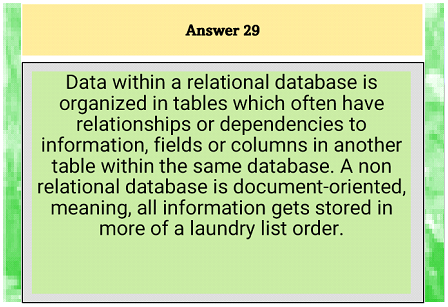 Answer 29
Data within a relational database is
organized in tables which often have
relationships or dependencies to
information, fields or columns in another
table within the same database. A non
relational database is document-oriented,
meaning, all information gets stored in
more of a laundry list order.